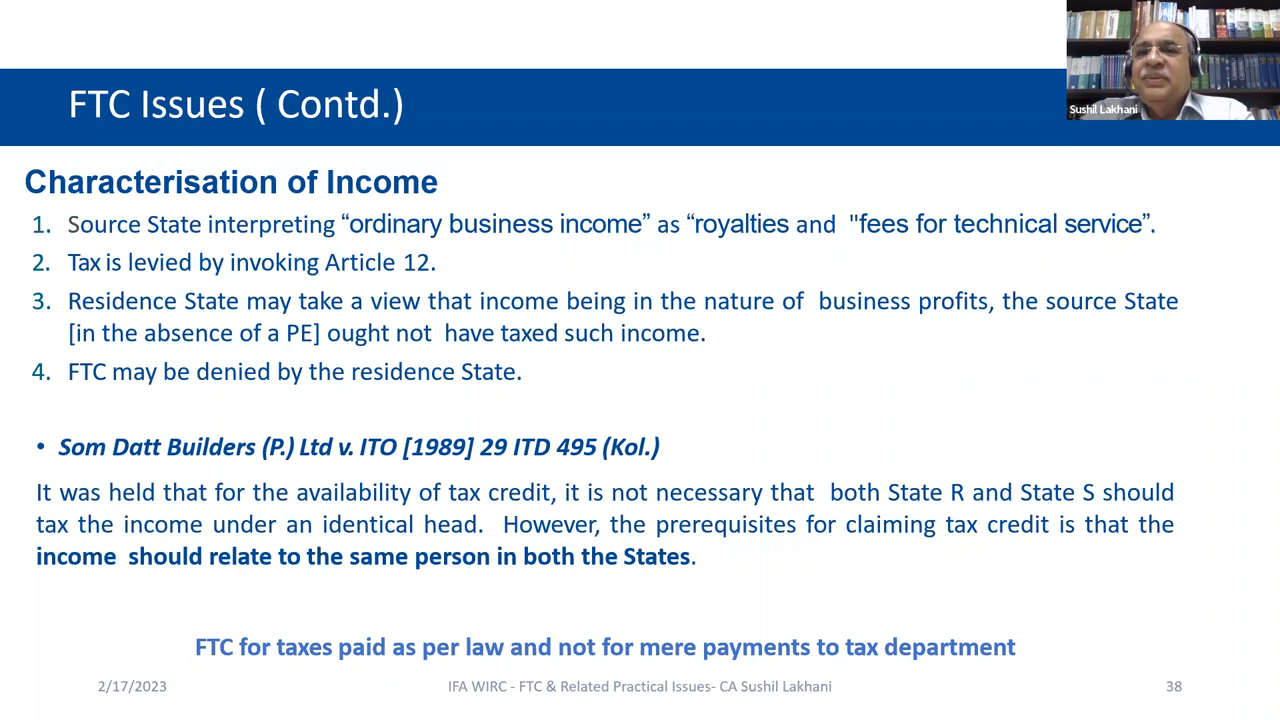 Sushil Lakhani
FTC Issues ( Contd.)
Characterisation of Income
1. Source State interpreting “ordinary business income” as “royalties and "fees for technical service”.
2. Tax is levied by invoking Article 12.
3. Residence State may take a view that income being in the nature of business profits, the source State
[in the absence of a PE] ought not have taxed such income.
4. FTC may be denied by the residence State.
• Som Datt Builders (P.) Ltd v. ITO [1989] 29 ITD 495 (Kol.)
It was held that for the availability of tax credit, it is not necessary that both State R and State S should
tax the income under an identical head. However, the prerequisites for claiming tax credit is that the
income should relate to the same person in both the States.
FTC for taxes paid as per law and not for mere payments to tax department
2/17/2023
IFA WIRC - FTC & Related Practical Issues- CA Sushil Lakhani
38